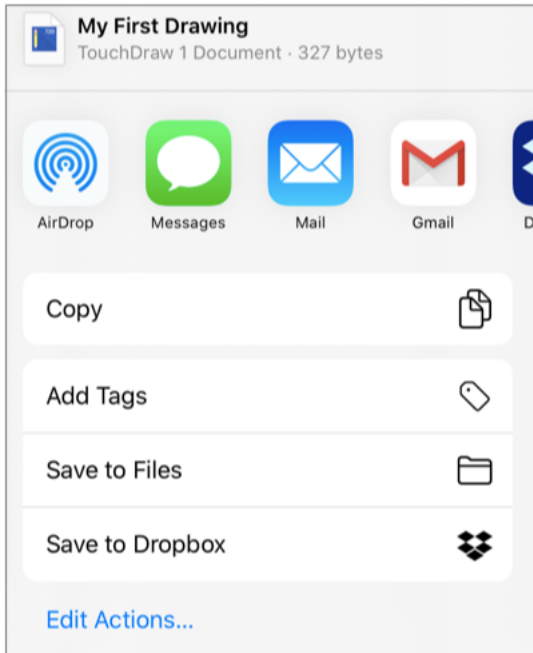 My First Drawing
TouchDraw 1 Document · 327 bytes
AirDrop
Messages
Mail
Gmail
D
Copy
Add Tags
Save to Files
Save to Dropbox
Edit Actions...